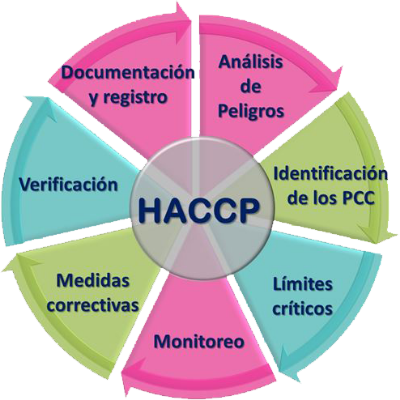 Análisis
de
Peligros
Identificación
de los PCC
Límites
críticos
Monitoreo
Medidas
correctivas
Verificación
Documentación
y registro
HACCP